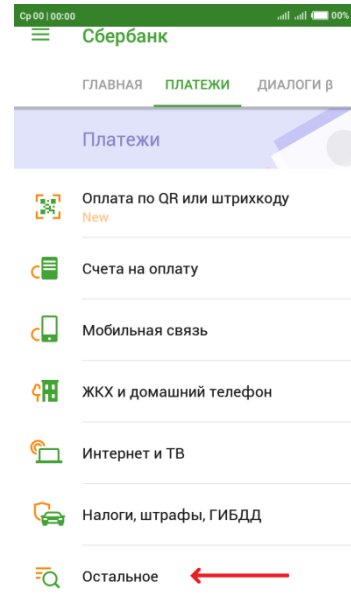 Ср 00 | 00:00 00%
Сбербанк
ГЛАВНАЯ ПЛАТЕЖИ ДИАЛОГИ β
Платежи
Оплата по QR или штрихкоду
New
Счета на оплату
Мобильная связь
ЖКХ и домашний телефон
Интернет и ТВ
Налоги, штрафы, ГИБДД
Остальное